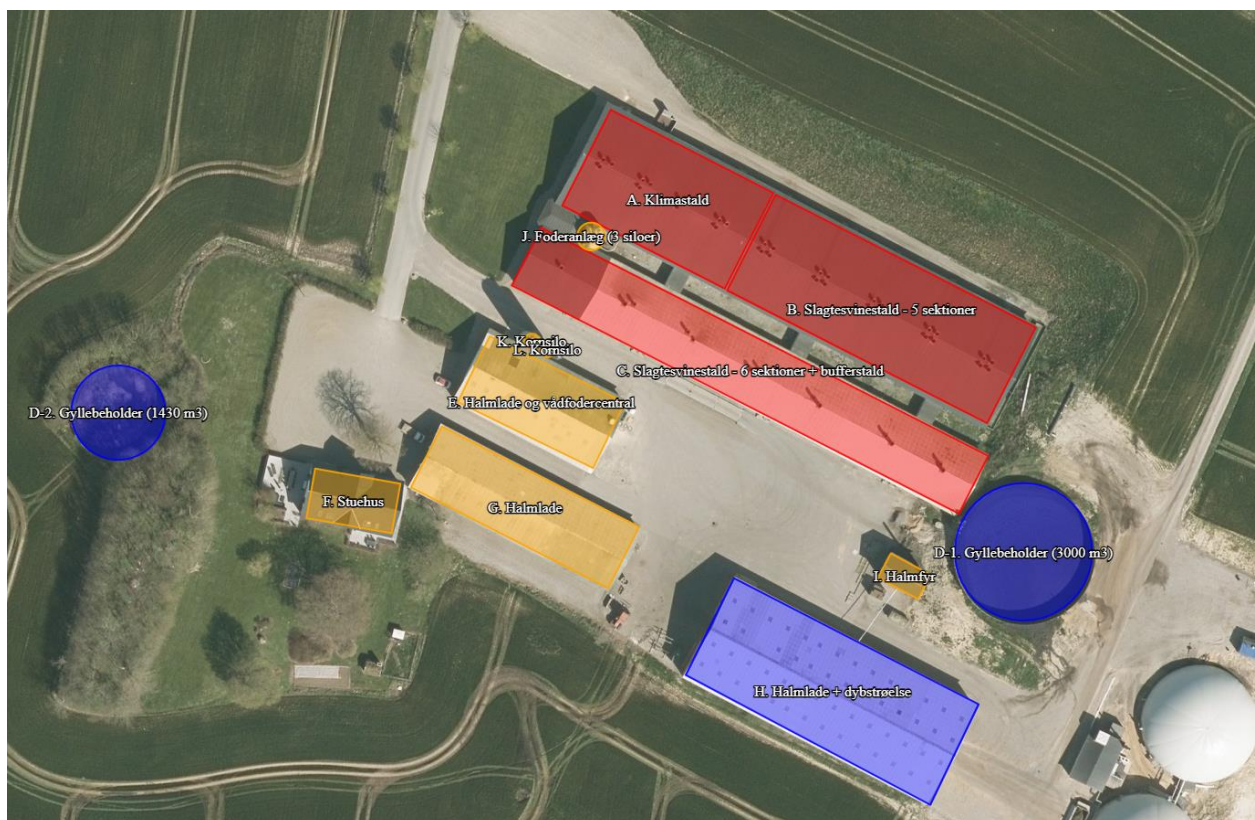 A. Klimastald
J. Foderanlæg (3 siloer)
B. Slagtesvinestald - 5 sektioner
K. Kornsilo
L. Kornsilo
C. Slagtesvinestald - 6 sektioner + bufferstald
E. Halmlade og vådfodercentral
D-2. Gyllebeholder (1430 m3)
F. Stuehus
G. Halmlade
D-1. Gyllebeholder (3000 m3)
I. Halmfyr
H. Halmlade + dybstrøelse